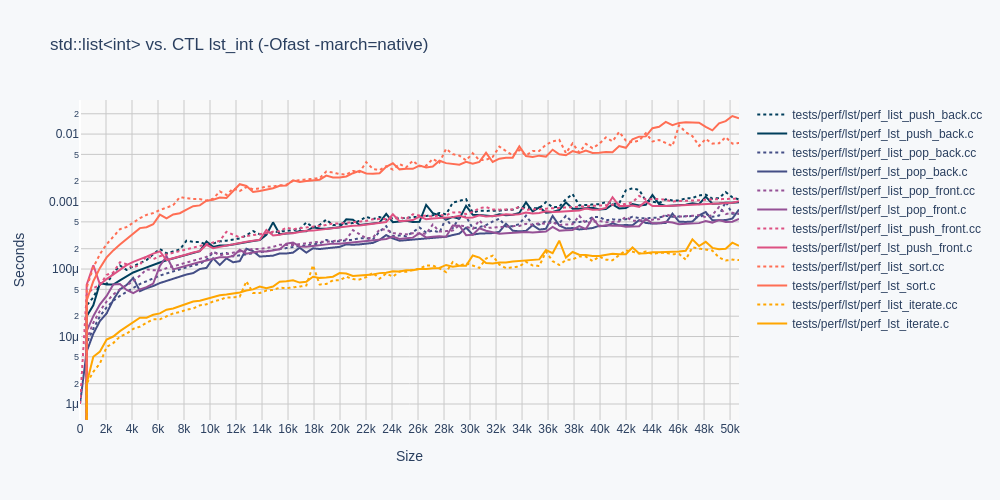 std::list<int> vs. CTL lst_int (-Ofast -march=native)
2
0.01
5
2
0.001
5
2
100μ
5
2
10μ
5
2
1μ
Seconds
0 2k 4k 6k 8k 10k 12k 14k 16k 18k 20k 22k 24k 26k 28k 30k 32k 34k 36k 38k 40k 42k 44k 46k 48k 50k
Size
tests/perf/lst/perf_list_push_back.cc
tests/perf/lst/perf_lst_push_back.c
tests/perf/lst/perf_list_pop_back.cc
tests/perf/lst/perf_lst_pop_back.c
tests/perf/lst/perf_list_pop_front.cc
tests/perf/lst/perf_lst_pop_front.c
tests/perf/lst/perf_list_push_front.cc
tests/perf/lst/perf_lst_push_front.c
tests/perf/lst/perf_list_sort.cc
tests/perf/lst/perf_lst_sort.c
tests/perf/lst/perf_list_iterate.cc
tests/perf/lst/perf_lst_iterate.c